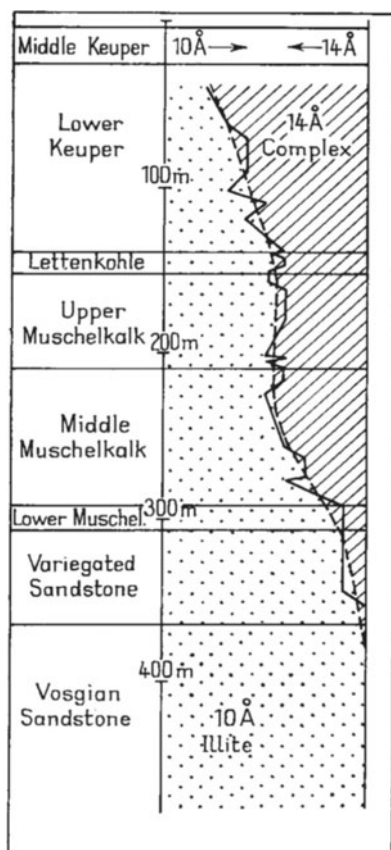 Middle Keuper
10Å → ← 14Å
Lower
Keuper
14Å
Complex
100m
Lettenkohle
Upper
Muschelkalk
200m
Middle
Muschelkalk
300m
Lower Muschel.
Variegated
Sandstone
400m
Vosgian
Sandstone
10Å
Illite